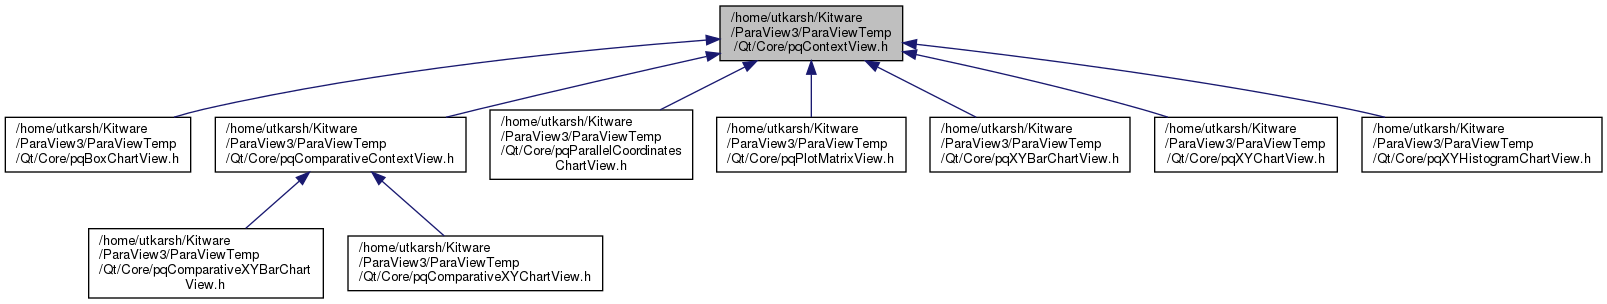 /home/utkarsh/Kitware
/ParaView3/ParaViewTemp
/Qt/Core/pqContextView.h
/home/utkarsh/Kitware
/ParaView3/ParaViewTemp
/Qt/Core/pqBoxChartView.h
/home/utkarsh/Kitware
/ParaView3/ParaViewTemp
/Qt/Core/pqComparativeContextView.h
/home/utkarsh/Kitware
/ParaView3/ParaViewTemp
/Qt/Core/pqParallelCoordinates
ChartView.h
/home/utkarsh/Kitware
/ParaView3/ParaViewTemp
/Qt/Core/pqPlotMatrixView.h
/home/utkarsh/Kitware
/ParaView3/ParaViewTemp
/Qt/Core/pqXYBarChartView.h
/home/utkarsh/Kitware
/ParaView3/ParaViewTemp
/Qt/Core/pqXYChartView.h
/home/utkarsh/Kitware
/ParaView3/ParaViewTemp
/Qt/Core/pqXYHistogramChartView.h
/home/utkarsh/Kitware
/ParaView3/ParaViewTemp
/Qt/Core/pqComparativeXYBarChart
View.h
/home/utkarsh/Kitware
/ParaView3/ParaViewTemp
/Qt/Core/pqComparativeXYChartView.h